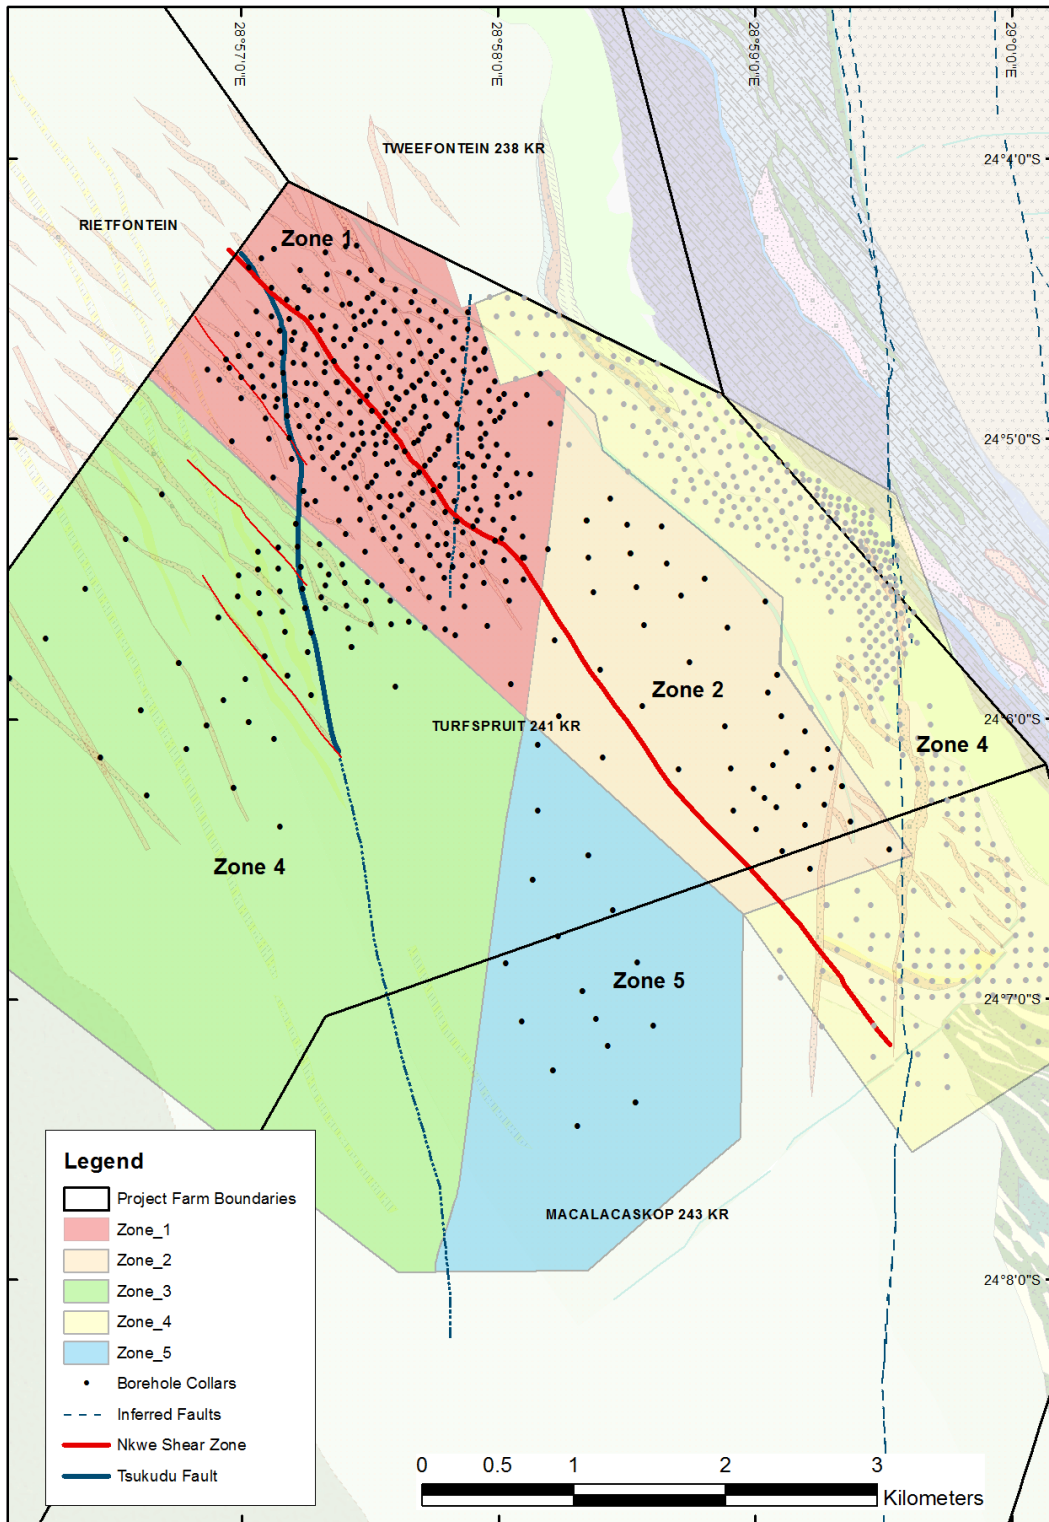 28°57'0"E
28°58'0"E
28°59'0"E
29°0'0"E
TWEEFONTEIN 238 KR
24°4'0"S
RIETFONTEIN
Zone 1
24°5'0"S
Zone 2
24°6'0"S
TURFSPRUIT 241 KR
Zone 4
Zone 4
Zone 5
24°7'0"S
MACALACASKOP 243 KR
24°8'0"S
Legend
Project Farm Boundaries
Zone_1
Zone_2
Zone_3
Zone_4
Zone_5
Borehole Collars
Inferred Faults
Nkwe Shear Zone
Tsukudu Fault
0 0.5 1 2 3
Kilometers